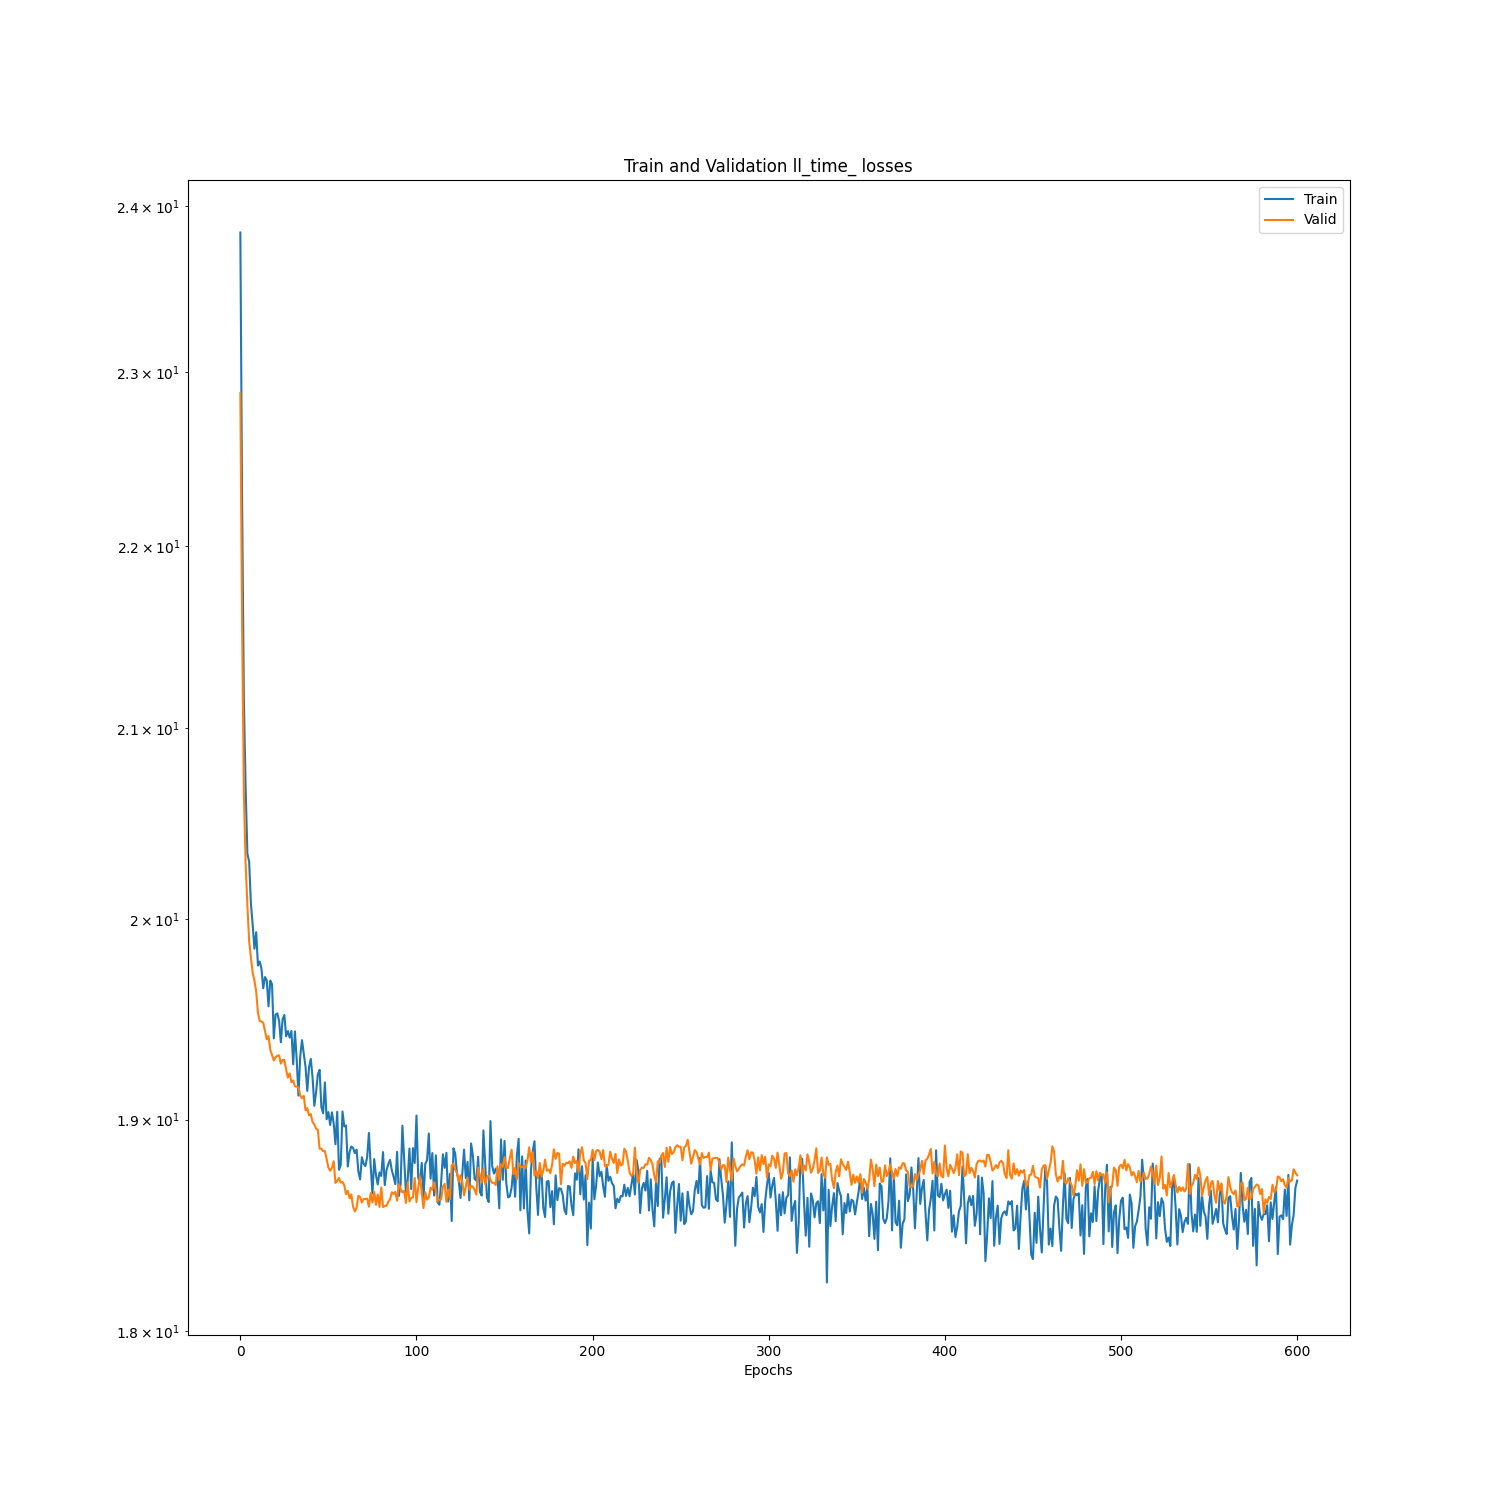 Train and Validation ll_time_ losses
Train
Valid
2.4 × 10¹
2.3 × 10¹
2.2 × 10¹
2.1 × 10¹
2 × 10¹
1.9 × 10¹
1.8 × 10¹
0 100 200 300 400 500 600
Epochs